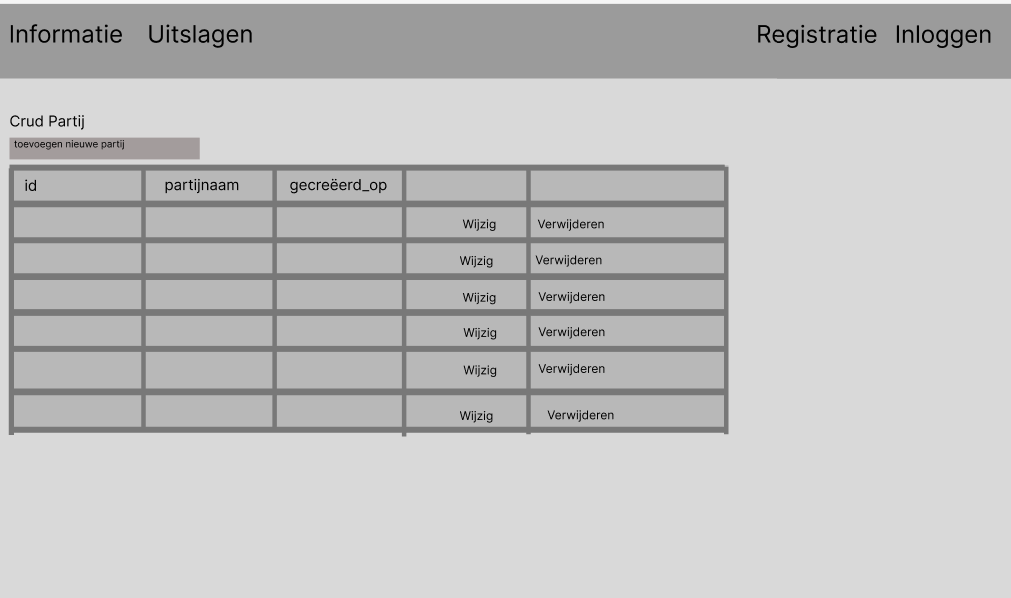 Informatie Uitslagen Registratie Inloggen
Crud Partij
toevoegen nieuwe partij
id partijnaam gecreëerd_op
Wijzig Verwijderen
Wijzig Verwijderen
Wijzig Verwijderen
Wijzig Verwijderen
Wijzig Verwijderen
Wijzig Verwijderen